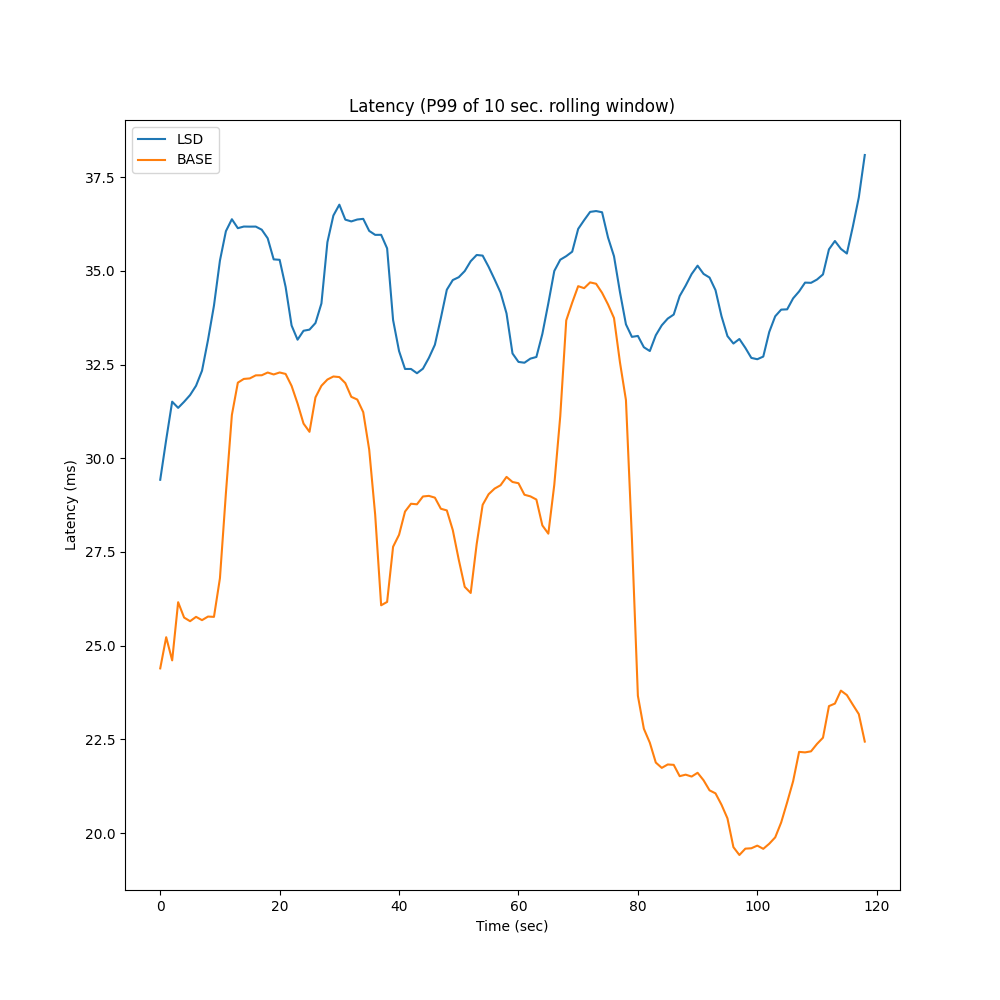 Latency (P99 of 10 sec. rolling window)
LSD
BASE
37.5
35.0
32.5
30.0
27.5
25.0
22.5
20.0
Latency (ms)
0 20 40 60 80 100 120
Time (sec)